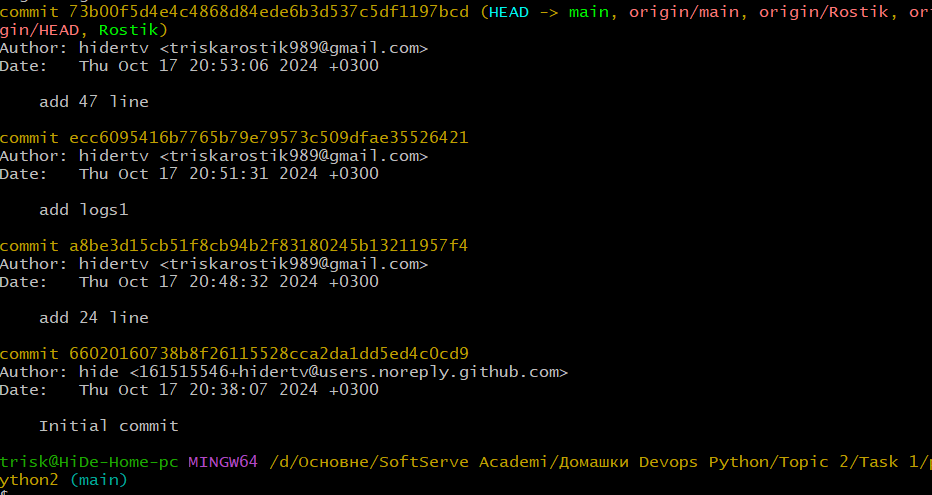 commit 73b00f5d4e4c4868d84ede6b3d537c5df1197bcd (HEAD -> main, origin/main, origin/Rostik, ori
gin/HEAD, Rostik)
Author: hidertv <triskarostik989@gmail.com>
Date:   Thu Oct 17 20:53:06 2024 +0300
    add 47 line
commit ecc6095416b7765b79e79573c509dfae35526421
Author: hidertv <triskarostik989@gmail.com>
Date:   Thu Oct 17 20:51:31 2024 +0300
    add logs1
commit a8be3d15cb51f8cb94b2f83180245b13211957f4
Author: hidertv <triskarostik989@gmail.com>
Date:   Thu Oct 17 20:48:32 2024 +0300
    add 24 line
commit 66020160738b8f26115528cca2da1dd5ed4c0cd9
Author: hide <161515546+hidertv@users.noreply.github.com>
Date:   Thu Oct 17 20:38:07 2024 +0300
    Initial commit
trisk@HiDe-Home-pc MINGW64 /d/Основне/SoftServe Academi/Домашки Devops Python/Topic 2/Task 1/p
ython2 (main)
$